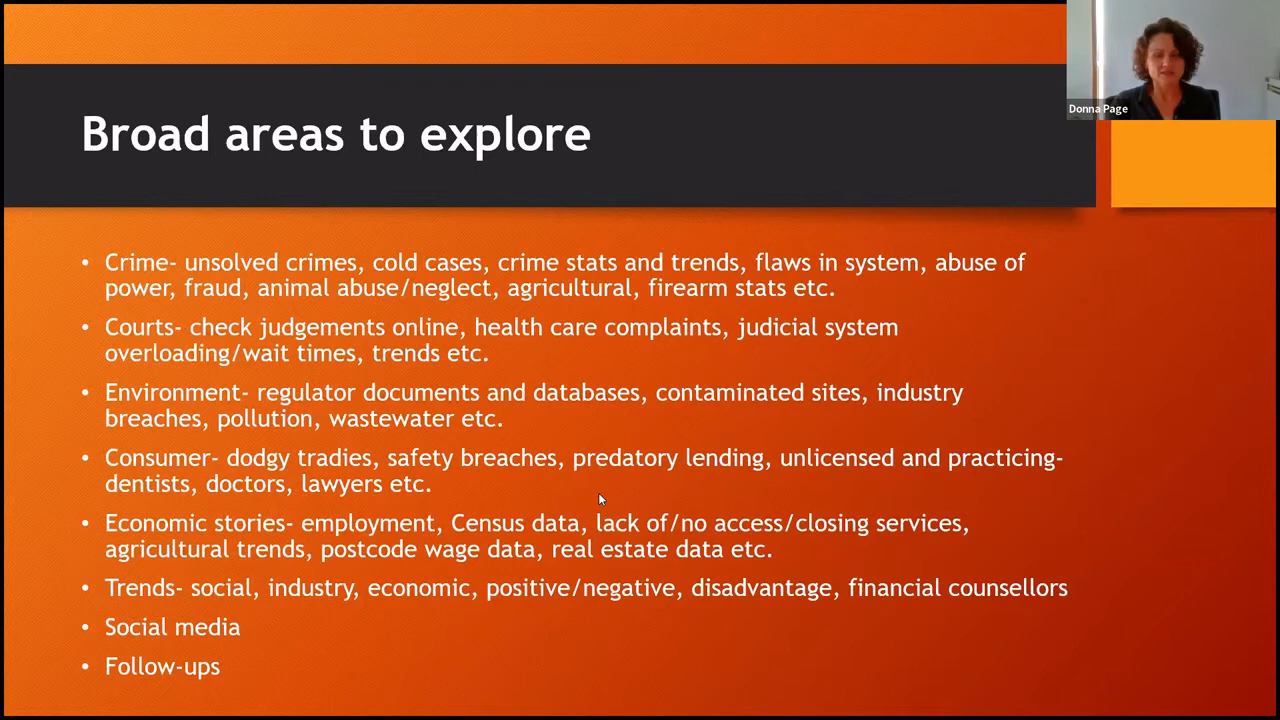 Donna Page
Broad areas to explore
• Crime- unsolved crimes, cold cases, crime stats and trends, flaws in system, abuse of
power, fraud, animal abuse/neglect, agricultural, firearm stats etc.
• Courts- check judgements online, health care complaints, judicial system
overloading/wait times, trends etc.
• Environment- regulator documents and databases, contaminated sites, industry
breaches, pollution, wastewater etc.
• Consumer- dodgy tradies, safety breaches, predatory lending, unlicensed and practicing-
dentists, doctors, lawyers etc.
• Economic stories- employment, Census data, lack of/no access/closing services,
agricultural trends, postcode wage data, real estate data etc.
• Trends- social, industry, economic, positive/negative, disadvantage, financial counsellors
• Social media
• Follow-ups